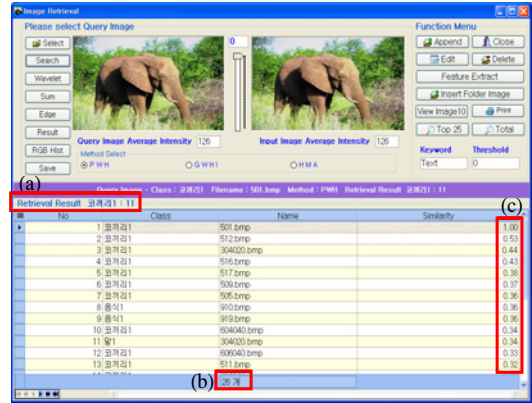 Image Retrieval
Please select Query Image
Function Menu
Select
0
Append
Close
Search
Edit
Delete
Wavelet
Feature Extract
Sum
Insert Folder Image
Edge
View Image10
Print
Result
Top 25
Total
Query Image Average Intensity 126
Input Image Average Intensity 126
RGB Hist
Method Select
Keyword
Threshold
Save
PWH
GWHI
HMA
Text
0
(a)
Query Image - Class : 코끼리1 Filename : 501.bmp Method : PWH Retrieval Result 코끼리1 : 11
Retrieval Result 코끼리1 : 11
(c)
No Class Name Similarity
1 코끼리1 501.bmp 1.00
2 코끼리1 512.bmp 0.53
3 코끼리1 304020.bmp 0.44
4 코끼리1 516.bmp 0.43
5 코끼리1 517.bmp 0.38
6 코끼리1 509.bmp 0.37
7 코끼리1 505.bmp 0.36
8 음식1 910.bmp 0.36
9 음식1 919.bmp 0.36
10 코끼리1 604040.bmp 0.34
11 말1 304020.bmp 0.34
12 코끼리1 606040.bmp 0.33
13 코끼리1 511.bmp 0.32
(b)
26 개